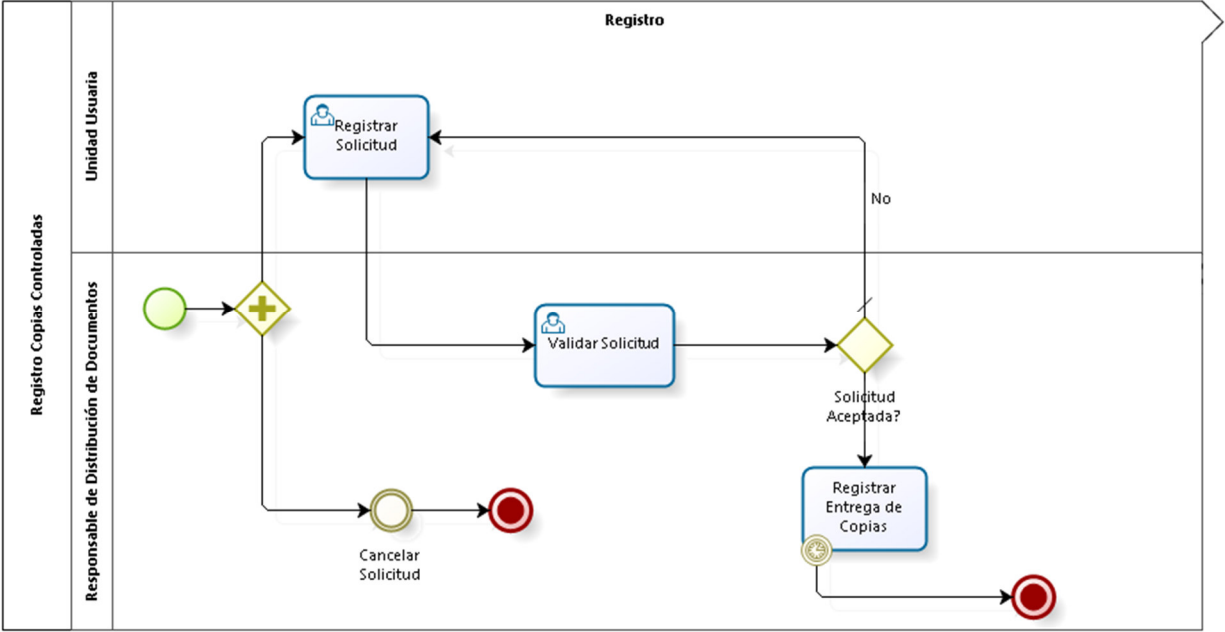 Registro
Registro Copias Controladas
Unidad Usuaria
Registrar
Solicitud
No
Responsable de Distribución de Documentos
Validar Solicitud
Solicitud
Aceptada?
Registrar
Entrega de
Copias
Cancelar
Solicitud